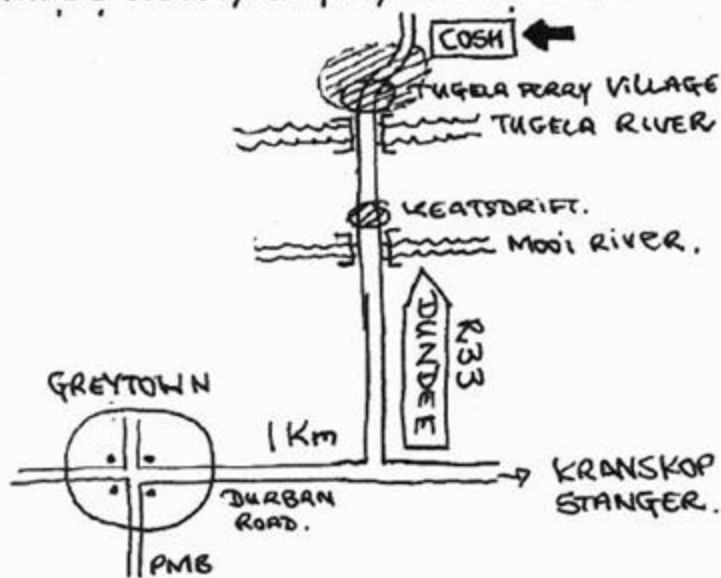 COSH
TUGELA FERRY VILLAGE
TUGELA RIVER
KEATSDRIFT.
MOOI RIVER.
R33
DUNDEE
GREYTOWN
1 Km
DURBAN
ROAD.
KRANSKOP
STANGER.
PMB